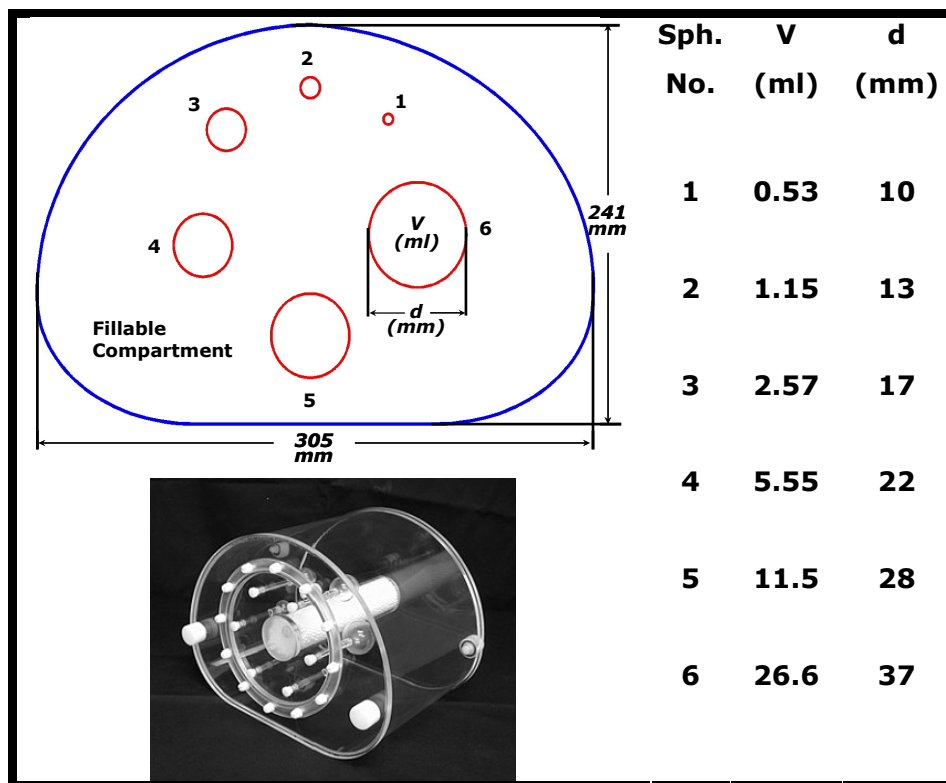 Sph. V d
No. (ml) (mm)
2
1
3
4
V
(ml)
6
241
mm
d
(mm)
Fillable
Compartment
5
305
mm
1 0.53 10
2 1.15 13
3 2.57 17
4 5.55 22
5 11.5 28
6 26.6 37